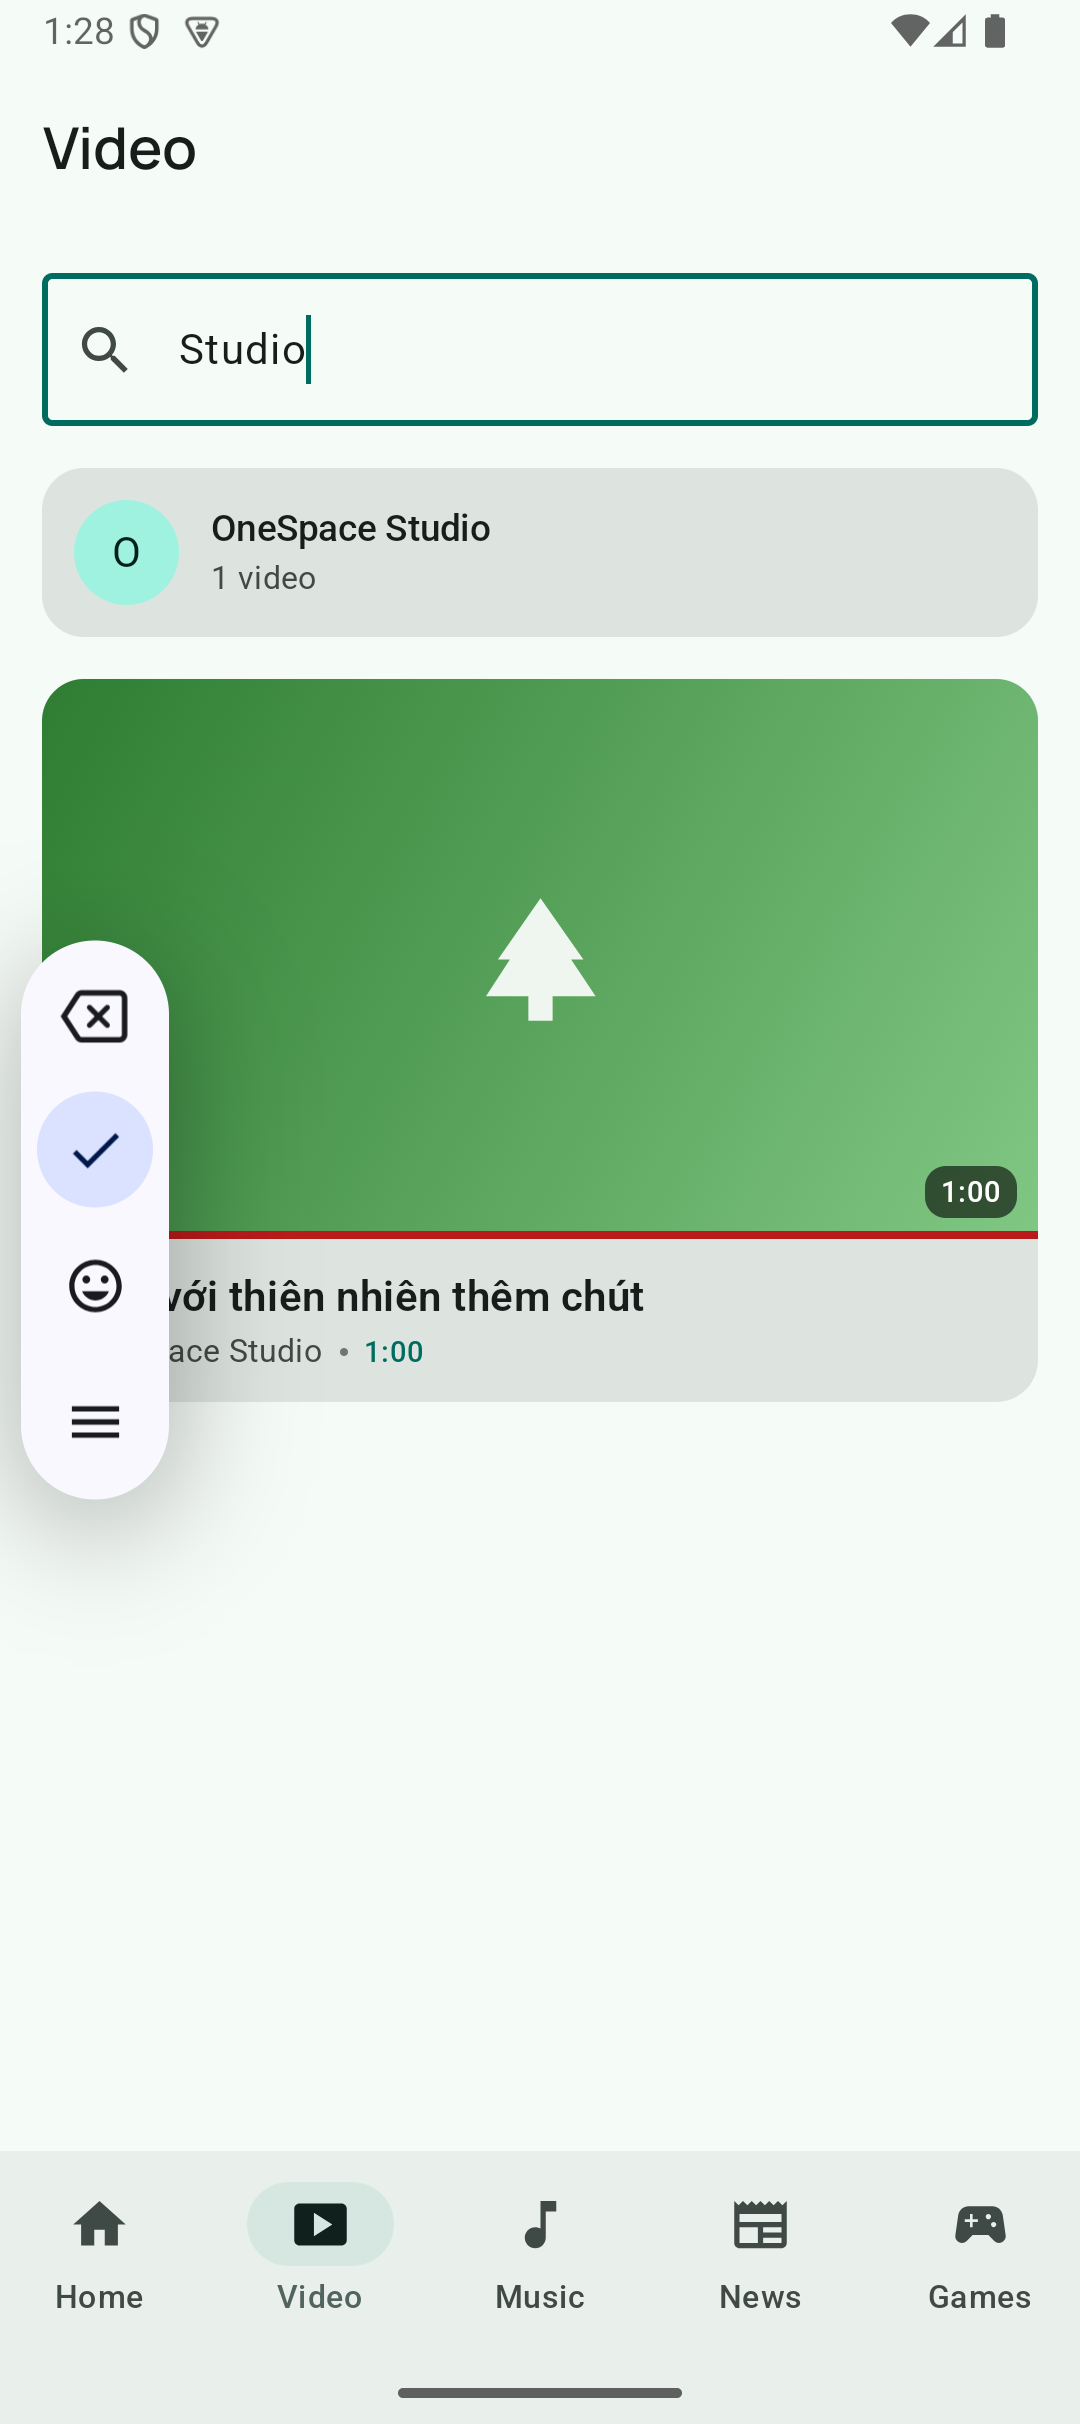 1:28
Video
Studio
O
OneSpace Studio
1 video
1:00
với thiên nhiên thêm chút
ace Studio • 1:00
Home
Video
Music
News
Games